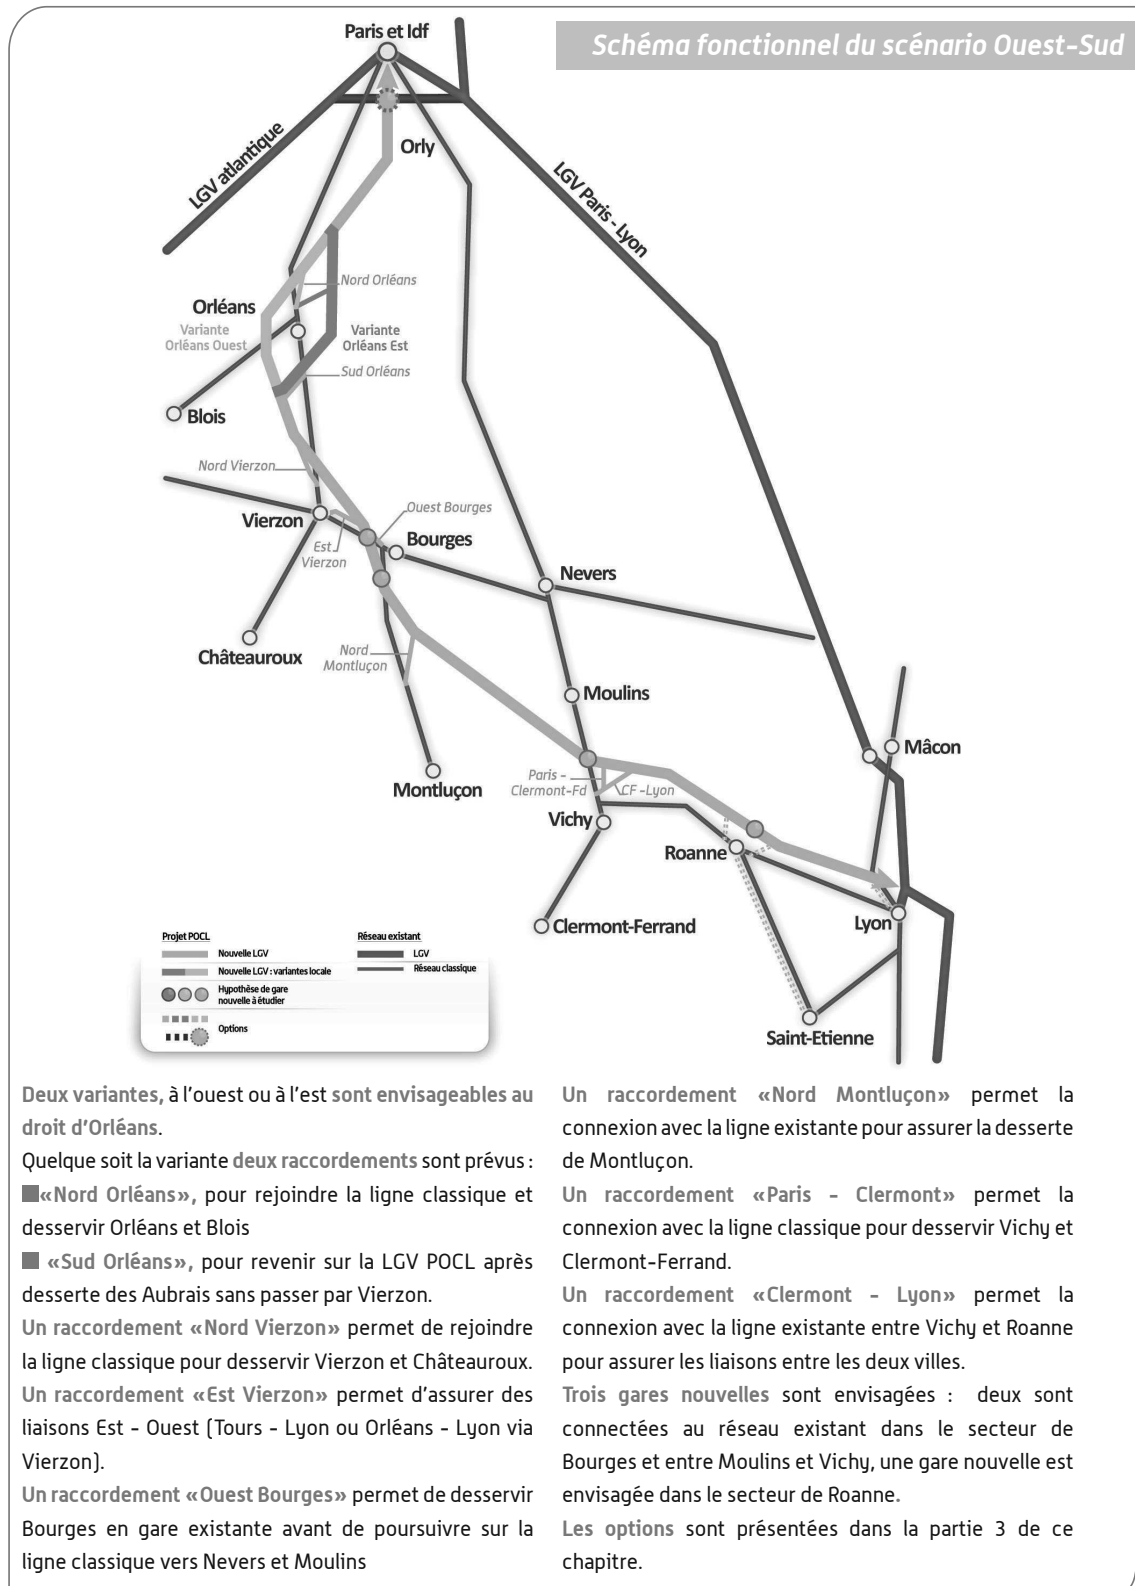 Schéma fonctionnel du scénario Ouest-Sud
Paris et Idf
Orly
LGV atlantique
LGV Paris - Lyon
Nord Orléans
Orléans
Variante
Orléans Ouest
Variante
Orléans Est
Sud Orléans
Blois
Nord Vierzon
Vierzon
Ouest Bourges
Est
Vierzon
Bourges
Nevers
Châteauroux
Nord
Montluçon
Moulins
Mâcon
Montluçon
Paris -
Clermont-Fd
CF -Lyon
Vichy
Roanne
Clermont-Ferrand
Lyon
Saint-Etienne
Projet POCL
Nouvelle LGV
Nouvelle LGV : variantes locale
Hypothèse de gare
nouvelle à étudier
Options
Réseau existant
LGV
Réseau classique
Deux variantes, à l'ouest ou à l'est sont envisageables au
droit d'Orléans.
Quelque soit la variante deux raccordements sont prévus :
■«Nord Orléans», pour rejoindre la ligne classique et
desservir Orléans et Blois
■ «Sud Orléans», pour revenir sur la LGV POCL après
desserte des Aubrais sans passer par Vierzon.
Un raccordement «Nord Vierzon» permet de rejoindre
la ligne classique pour desservir Vierzon et Châteauroux.
Un raccordement «Est Vierzon» permet d'assurer des
liaisons Est - Ouest (Tours - Lyon ou Orléans - Lyon via
Vierzon).
Un raccordement «Ouest Bourges» permet de desservir
Bourges en gare existante avant de poursuivre sur la
ligne classique vers Nevers et Moulins
Un raccordement «Nord Montluçon» permet la
connexion avec la ligne existante pour assurer la desserte
de Montluçon.
Un raccordement «Paris - Clermont» permet la
connexion avec la ligne classique pour desservir Vichy et
Clermont-Ferrand.
Un raccordement «Clermont - Lyon» permet la
connexion avec la ligne existante entre Vichy et Roanne
pour assurer les liaisons entre les deux villes.
Trois gares nouvelles sont envisagées : deux sont
connectées au réseau existant dans le secteur de
Bourges et entre Moulins et Vichy, une gare nouvelle est
envisagée dans le secteur de Roanne.
Les options sont présentées dans la partie 3 de ce
chapitre.